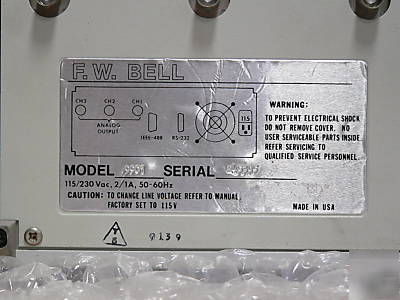 F.W. BELL
CH3 CH2 CH1
ANALOG
OUTPUT
IEEE-488 RS-232
115
WARNING:
TO PREVENT ELECTRICAL SHOCK
DO NOT REMOVE COVER. NO
USER SERVICEABLE PARTS INSIDE
REFER SERVICING TO
QUALIFIED SERVICE PERSONNEL.
MODEL SERIAL
115/230 Vac, 2/1A, 50-60Hz
CAUTION: TO CHANGE LINE VOLTAGE REFER TO MANUAL.
FACTORY SET TO 115V
MADE IN USA
9139